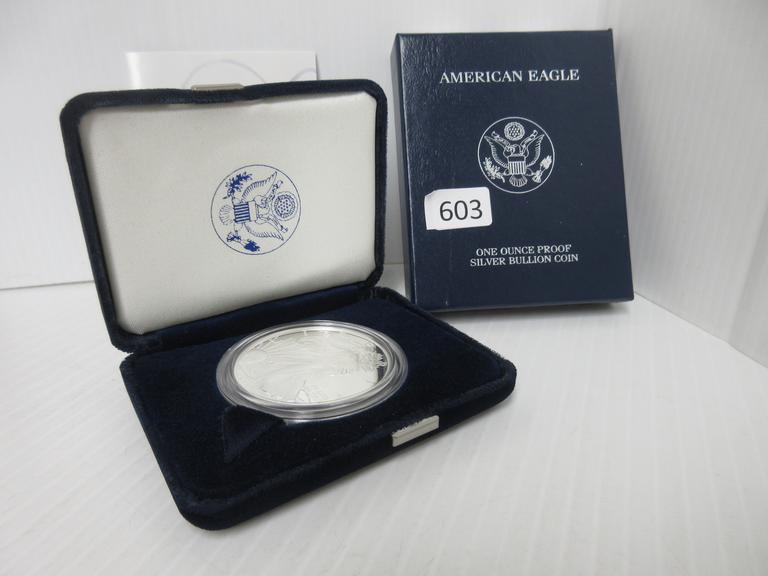 AMERICAN EAGLE
603
ONE OUNCE PROOF
SILVER BULLION COIN